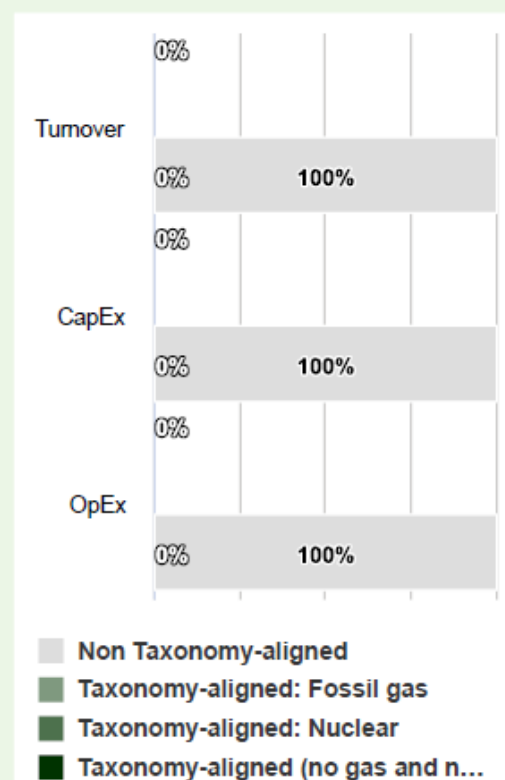 0%
Turnover
0% 100%
0%
CapEx
0% 100%
0%
OpEx
0% 100%
Non Taxonomy-aligned
Taxonomy-aligned: Fossil gas
Taxonomy-aligned: Nuclear
Taxonomy-aligned (no gas and n...